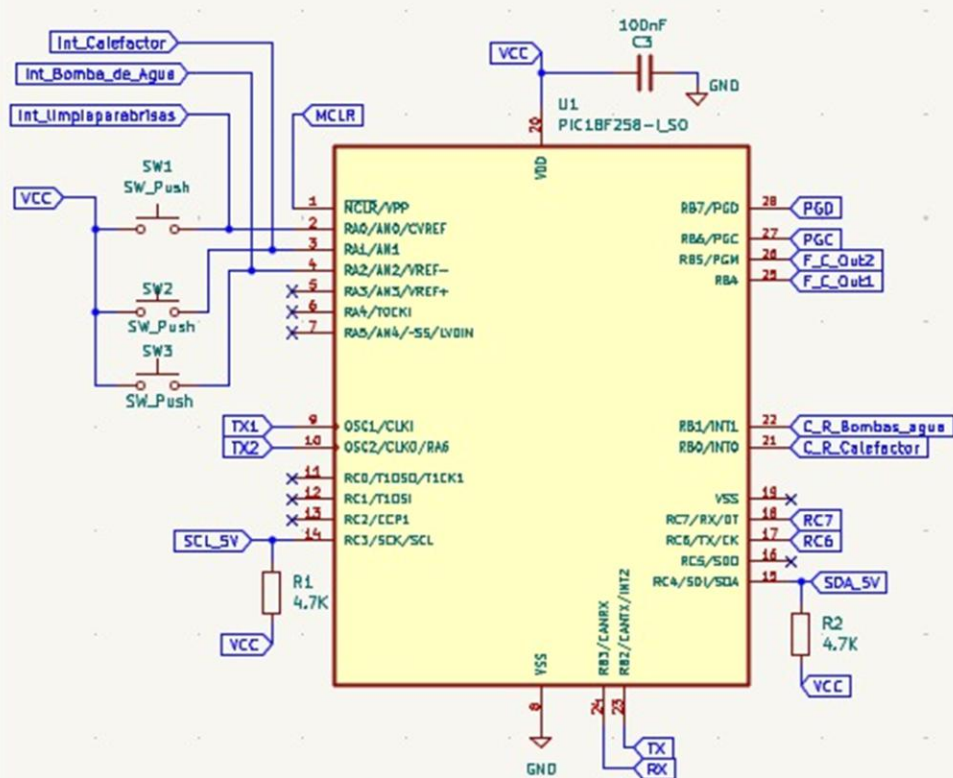 Int_Calefactor
Int_Bomba_de_Agua
Int_limpiaparabrisas
MCLR
VCC
100nF
C3
GND
U1
PIC18F258-I_SO
20
VDD
SW1
SW_Push
VCC
SW2
SW_Push
SW3
SW_Push
1 MCLR/VPP
2 RA0/AN0/CVREF
3 RA1/AN1
4 RA2/AN2/VREF-
5 RA3/AN3/VREF+
6 RA4/T0CKI
7 RA5/AN4/-SS/LVDIN
RB7/PGD 28 PGD
RB6/PGC 27 PGC
RB5/PGM 26 F_C_Out2
RB4 25 F_C_Out1
TX1 9 OSC1/CLKI
TX2 10 OSC2/CLKO/RA6
11 RC0/T1OSO/T1CK1
12 RC1/T1OSI
13 RC2/CCP1
SCL_5V 14 RC3/SCK/SCL
RB1/INT1 22 C_R_Bombas_agua
RB0/INT0 21 C_R_Calefactor
VSS 19
RC7/RX/DT 18 RC7
RC6/TX/CK 17 RC6
RC5/SDO 16
RC4/SDI/SDA 15 SDA_5V
R1
4.7K
VCC
R2
4.7K
VCC
VSS
8
GND
RB3/CANRX
24
RB2/CANTX/INT2
23
TX
RX